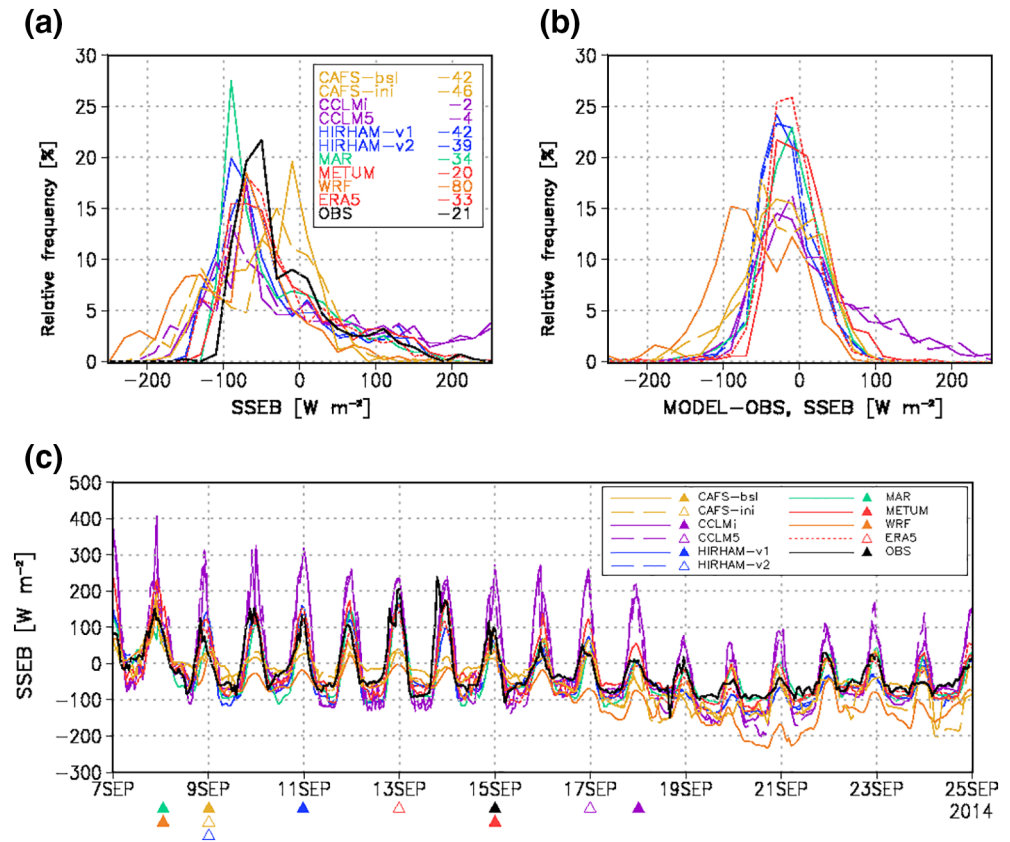 (a)
(b)
30
25
20
15
10
5
0
Relative frequency [%]
−200 −100 0 100 200
SSEB [W m⁻²]
CAFS−bsl −42
CAFS−ini −46
CCLMi −2
CCLM5 −4
HIRHAM−v1 −42
HIRHAM−v2 −39
MAR −34
METUM −20
WRF −80
ERA5 −33
OBS −21
30
25
20
15
10
5
0
Relative frequency [%]
−200 −100 0 100 200
MODEL−OBS, SSEB [W m⁻²]
(c)
500
400
300
200
100
0
−100
−200
−300
SSEB [W m⁻²]
CAFS−bsl
CAFS−ini
CCLMi
CCLM5
HIRHAM−v1
HIRHAM−v2
MAR
METUM
WRF
ERA5
OBS
7SEP 9SEP 11SEP 13SEP 15SEP 17SEP 19SEP 21SEP 23SEP 25SEP
2014